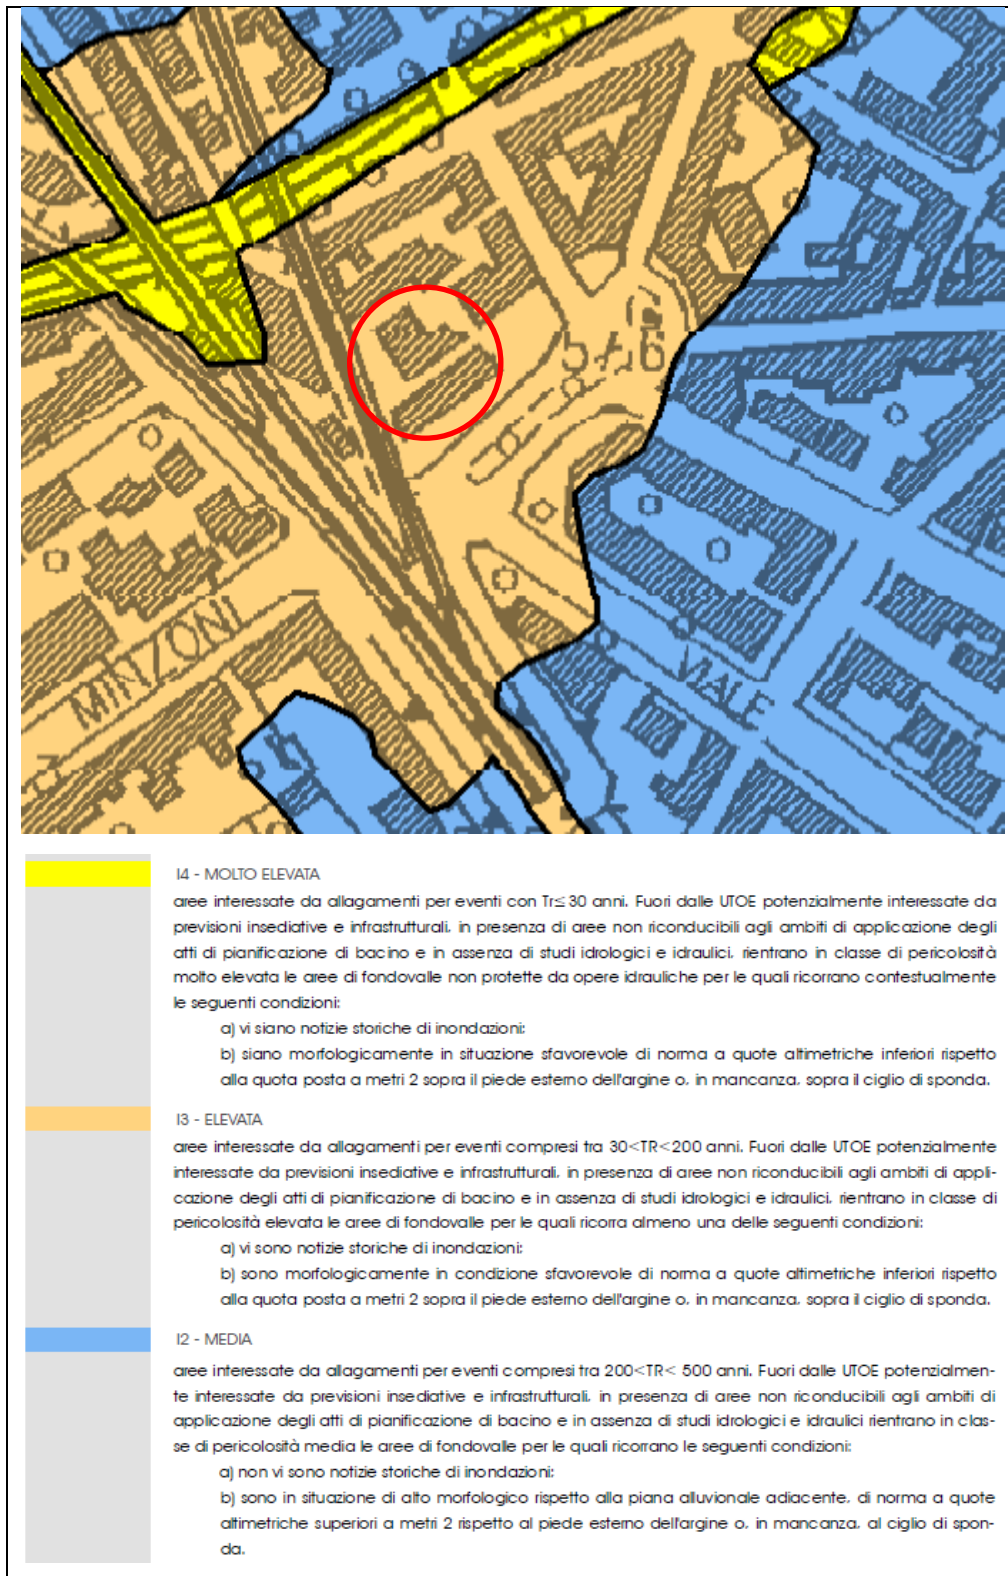 546
MINZONI
VIALE
I4 - MOLTO ELEVATA
aree interessate da allagamenti per eventi con Tr≤ 30 anni. Fuori dalle UTOE potenzialmente interessate da
previsioni insediative e infrastrutturali, in presenza di aree non riconducibili agli ambiti di applicazione degli
atti di pianificazione di bacino e in assenza di studi idrologici e idraulici, rientrano in classe di pericolosità
molto elevata le aree di fondovalle non protette da opere idrauliche per le quali ricorrano contestualmente
le seguenti condizioni:
a) vi siano notizie storiche di inondazioni;
b) siano morfologicamente in situazione sfavorevole di norma a quote altimetriche inferiori rispetto
alla quota posta a metri 2 sopra il piede esterno dell'argine o, in mancanza, sopra il ciglio di sponda.
I3 - ELEVATA
aree interessate da allagamenti per eventi compresi tra 30<TR<200 anni. Fuori dalle UTOE potenzialmente
interessate da previsioni insediative e infrastrutturali, in presenza di aree non riconducibili agli ambiti di appli-
cazione degli atti di pianificazione di bacino e in assenza di studi idrologici e idraulici, rientrano in classe di
pericolosità elevata le aree di fondovalle per le quali ricorra almeno una delle seguenti condizioni:
a) vi sono notizie storiche di inondazioni;
b) sono morfologicamente in condizione sfavorevole di norma a quote altimetriche inferiori rispetto
alla quota posta a metri 2 sopra il piede esterno dell'argine o, in mancanza, sopra il ciglio di sponda.
I2 - MEDIA
aree interessate da allagamenti per eventi compresi tra 200<TR< 500 anni. Fuori dalle UTOE potenzialmen-
te interessate da previsioni insediative e infrastrutturali, in presenza di aree non riconducibili agli ambiti di
applicazione degli atti di pianificazione di bacino e in assenza di studi idrologici e idraulici rientrano in clas-
se di pericolosità media le aree di fondovalle per le quali ricorrano le seguenti condizioni:
a) non vi sono notizie storiche di inondazioni;
b) sono in situazione di alto morfologico rispetto alla piana alluvionale adiacente, di norma a quote
altimetriche superiori a metri 2 rispetto al piede esterno dell'argine o, in mancanza, al ciglio di spon-
da.